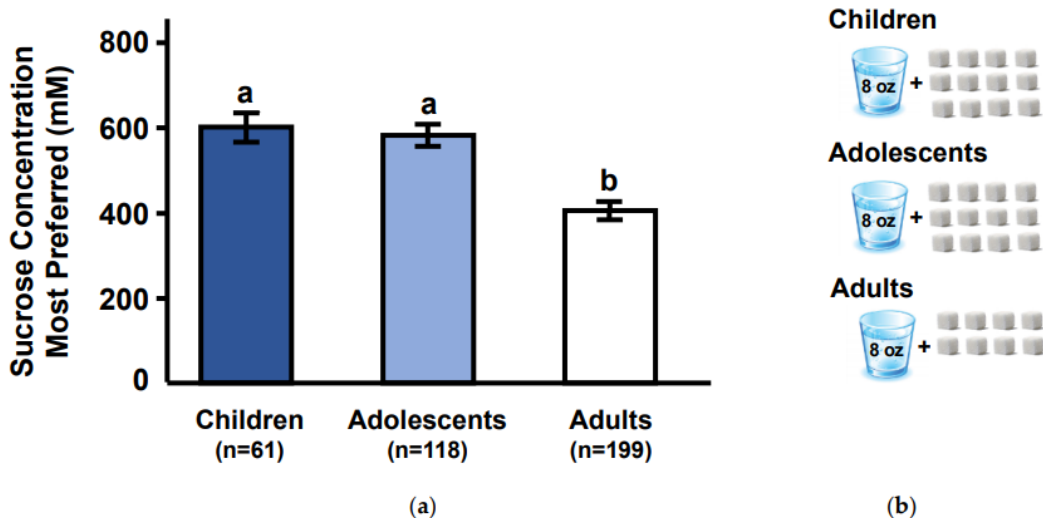 Sucrose Concentration
Most Preferred (mM)
800
600
400
200
0
a
a
b
Children
(n=61)
Adolescents
(n=118)
Adults
(n=199)
(a)
Children
8 oz +
Adolescents
8 oz +
Adults
8 oz +
(b)